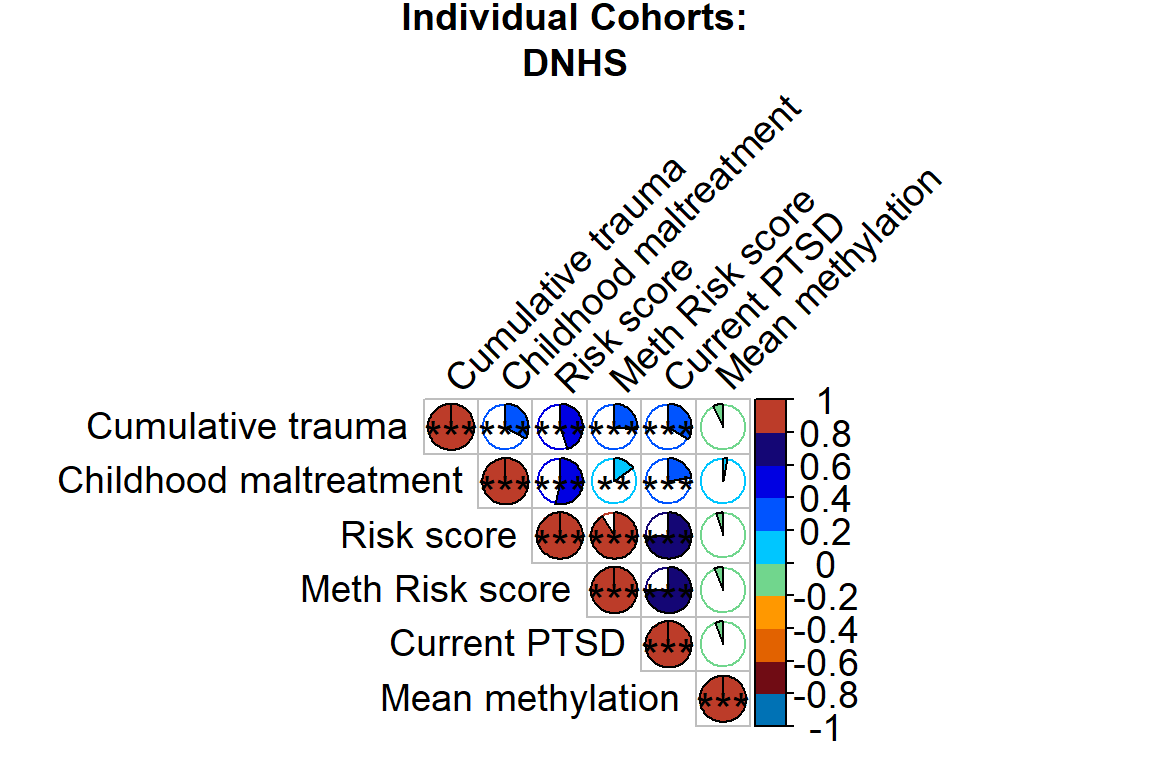 Individual Cohorts:
DNHS
Cumulative trauma
Childhood maltreatment
Risk score
Meth Risk score
Current PTSD
Mean methylation
Cumulative trauma *** *** *** *** ***
Childhood maltreatment *** *** ** ***
Risk score *** *** ***
Meth Risk score *** ***
Current PTSD ***
Mean methylation ***
1
0.8
0.6
0.4
0.2
0
-0.2
-0.4
-0.6
-0.8
-1